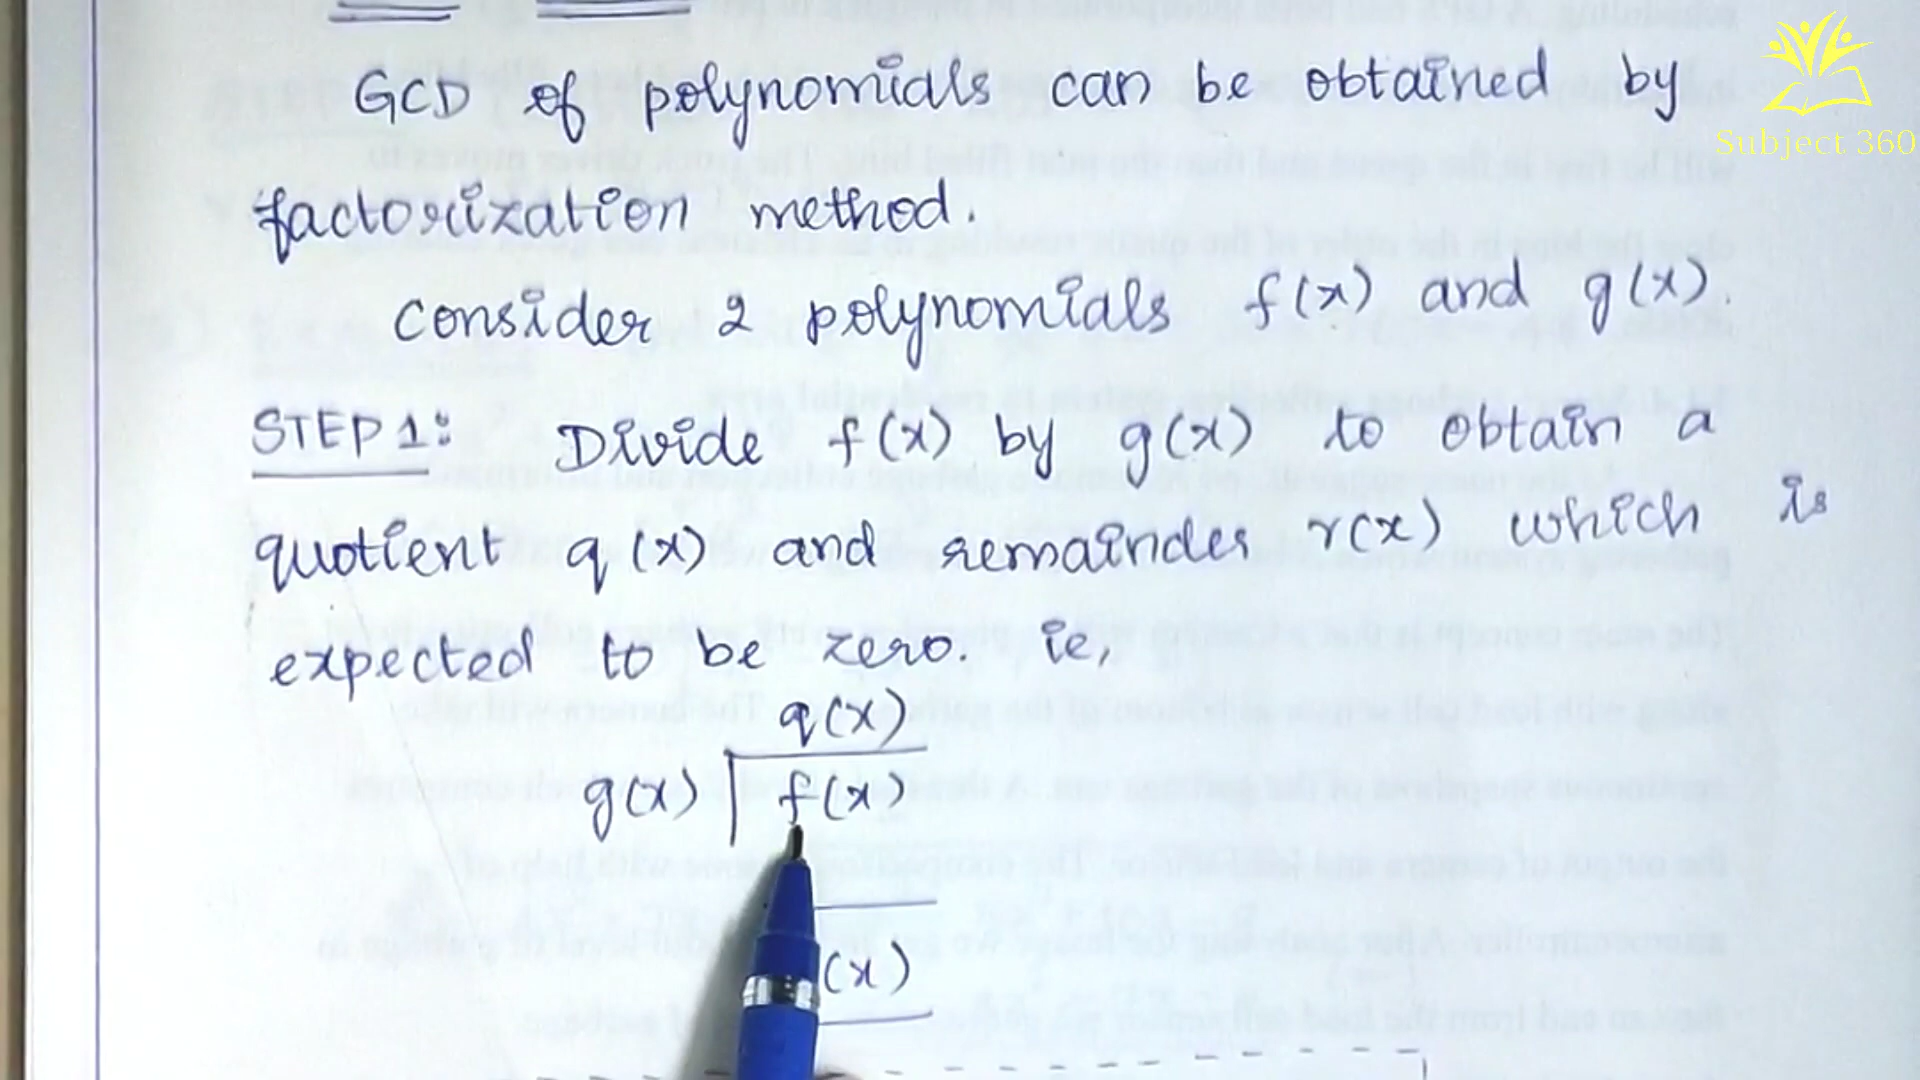 GCD of polynomials can be obtained by
factorization method.
consider 2 polynomials f(x) and g(x).
STEP 1: Divide f(x) by g(x) to obtain a
quotient q(x) and remainder r(x) which is
expected to be zero. ie,
q(x)
g(x) f(x)
(x)
Subject 360